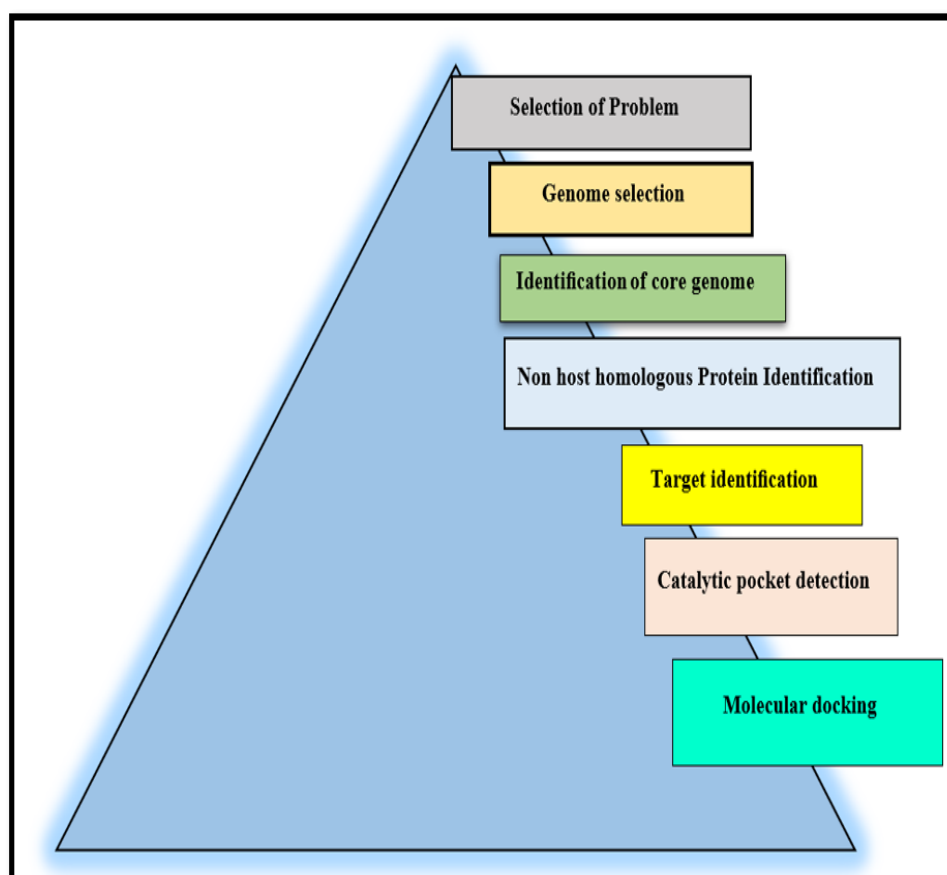 Selection of Problem
Genome selection
Identification of core genome
Non host homologous Protein Identification
Target identification
Catalytic pocket detection
Molecular docking